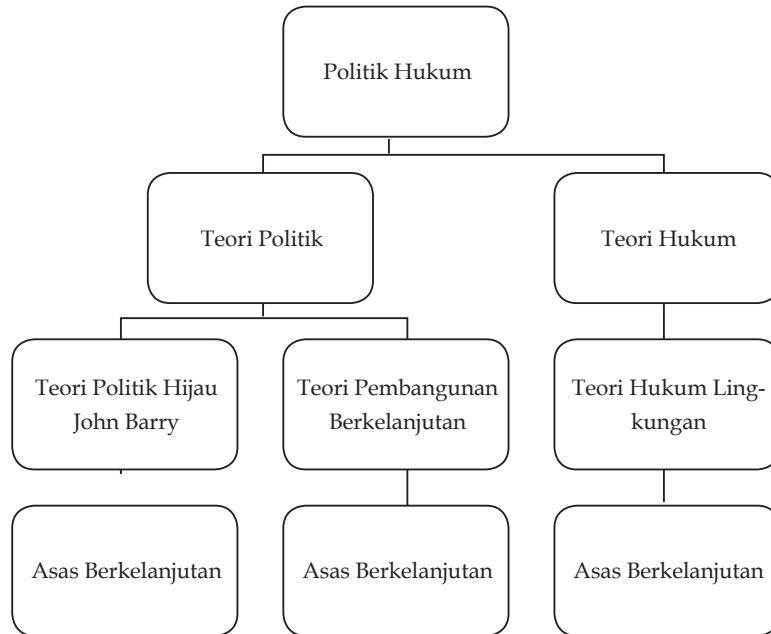 Politik Hukum
Teori Politik
Teori Hukum
Teori Politik Hijau
John Barry
Teori Pembangunan
Berkelanjutan
Teori Hukum Ling-
kungan
Asas Berkelanjutan
Asas Berkelanjutan
Asas Berkelanjutan